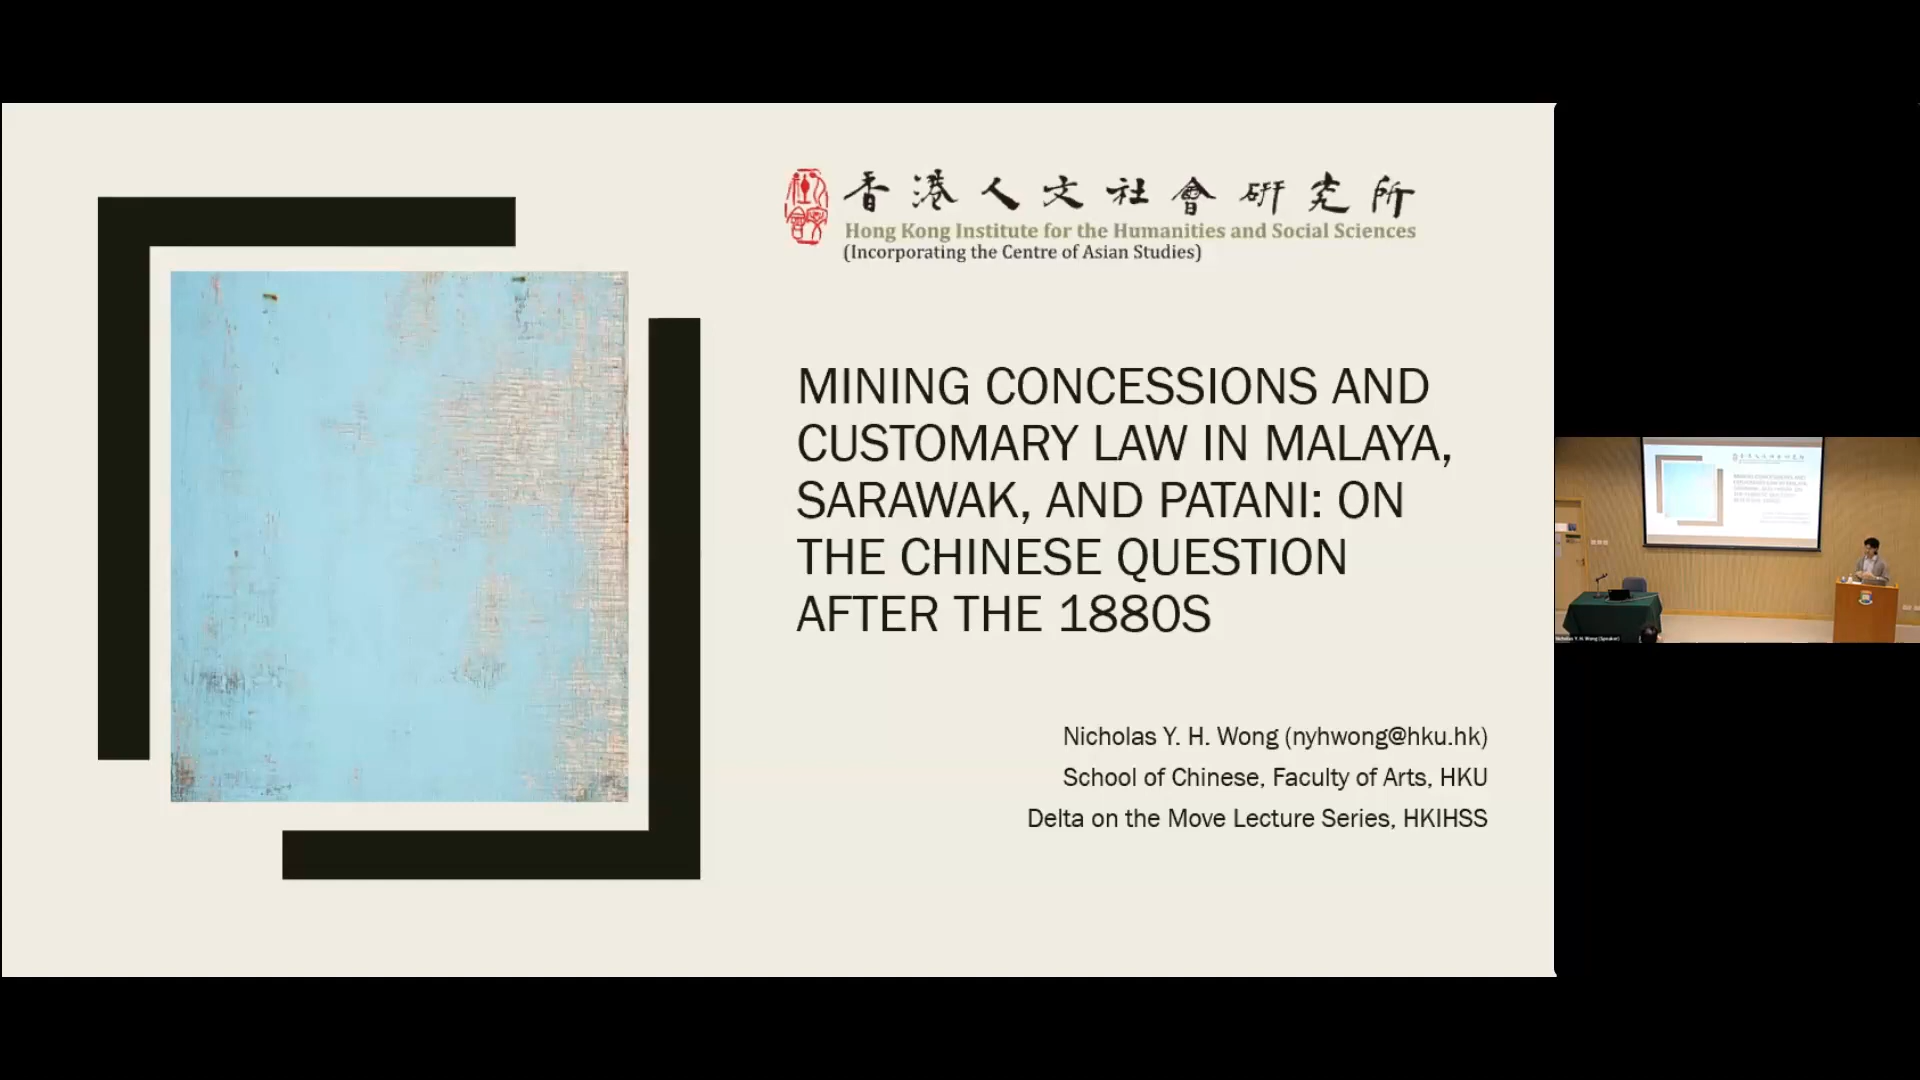 香港人文社會研究所
Hong Kong Institute for the Humanities and Social Sciences
(Incorporating the Centre of Asian Studies)
MINING CONCESSIONS AND
CUSTOMARY LAW IN MALAYA,
SARAWAK, AND PATANI: ON
THE CHINESE QUESTION
AFTER THE 1880S
Nicholas Y. H. Wong (nyhwong@hku.hk)
School of Chinese, Faculty of Arts, HKU
Delta on the Move Lecture Series, HKIHSS
Nicholas Y. H. Wong (Speaker)